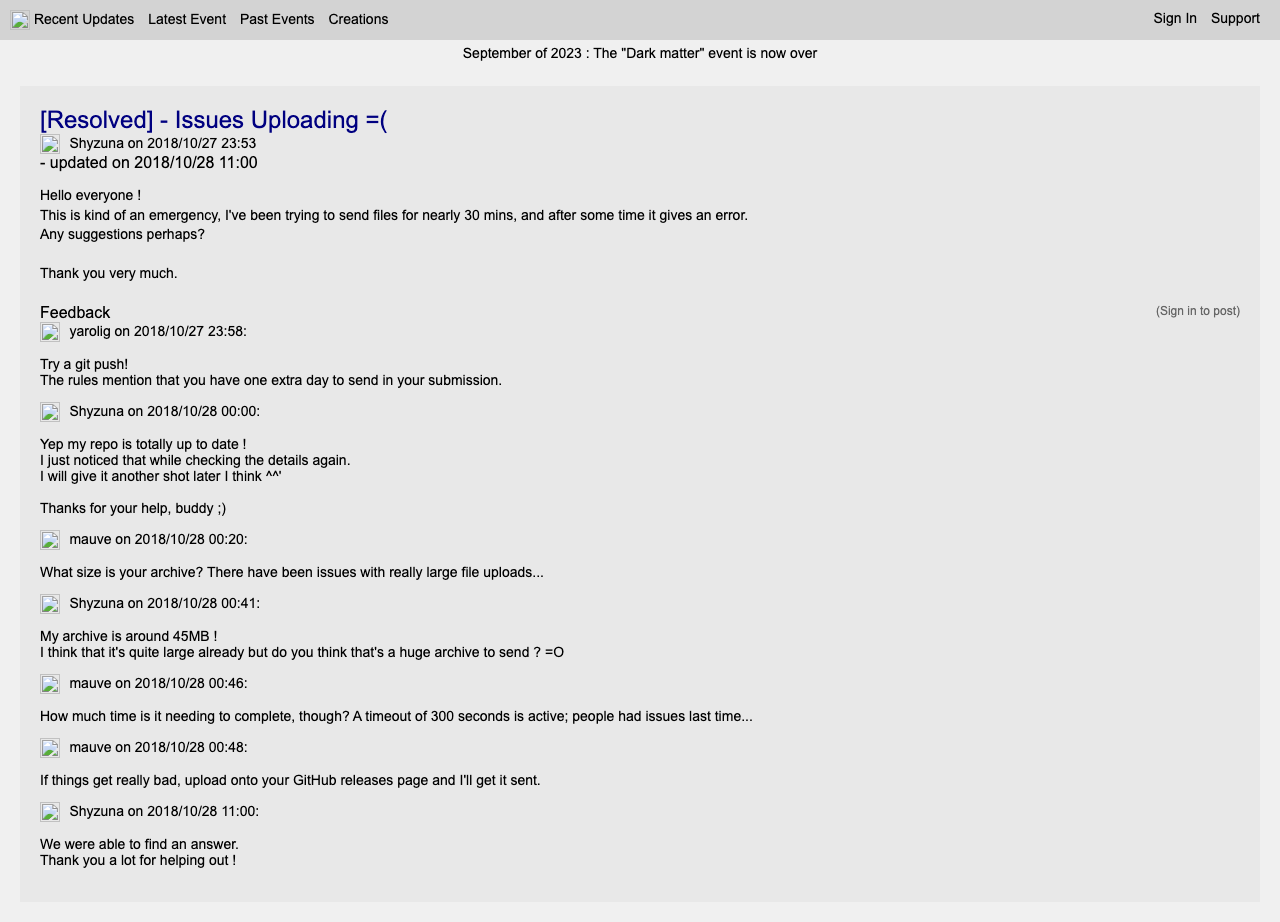 Recent Updates Latest Event Past Events Creations Sign In Support
September of 2023 : The "Dark matter" event is now over
[Resolved] - Issues Uploading =(
Shyzuna on 2018/10/27 23:53
- updated on 2018/10/28 11:00
Hello everyone !
This is kind of an emergency, I've been trying to send files for nearly 30 mins, and after some time it gives an error.
Any suggestions perhaps?
Thank you very much.
Feedback (Sign in to post)
yarolig on 2018/10/27 23:58:
Try a git push!
The rules mention that you have one extra day to send in your submission.
Shyzuna on 2018/10/28 00:00:
Yep my repo is totally up to date !
I just noticed that while checking the details again.
I will give it another shot later I think ^^'
Thanks for your help, buddy ;)
mauve on 2018/10/28 00:20:
What size is your archive? There have been issues with really large file uploads...
Shyzuna on 2018/10/28 00:41:
My archive is around 45MB !
I think that it's quite large already but do you think that's a huge archive to send ? =O
mauve on 2018/10/28 00:46:
How much time is it needing to complete, though? A timeout of 300 seconds is active; people had issues last time...
mauve on 2018/10/28 00:48:
If things get really bad, upload onto your GitHub releases page and I'll get it sent.
Shyzuna on 2018/10/28 11:00:
We were able to find an answer.
Thank you a lot for helping out !